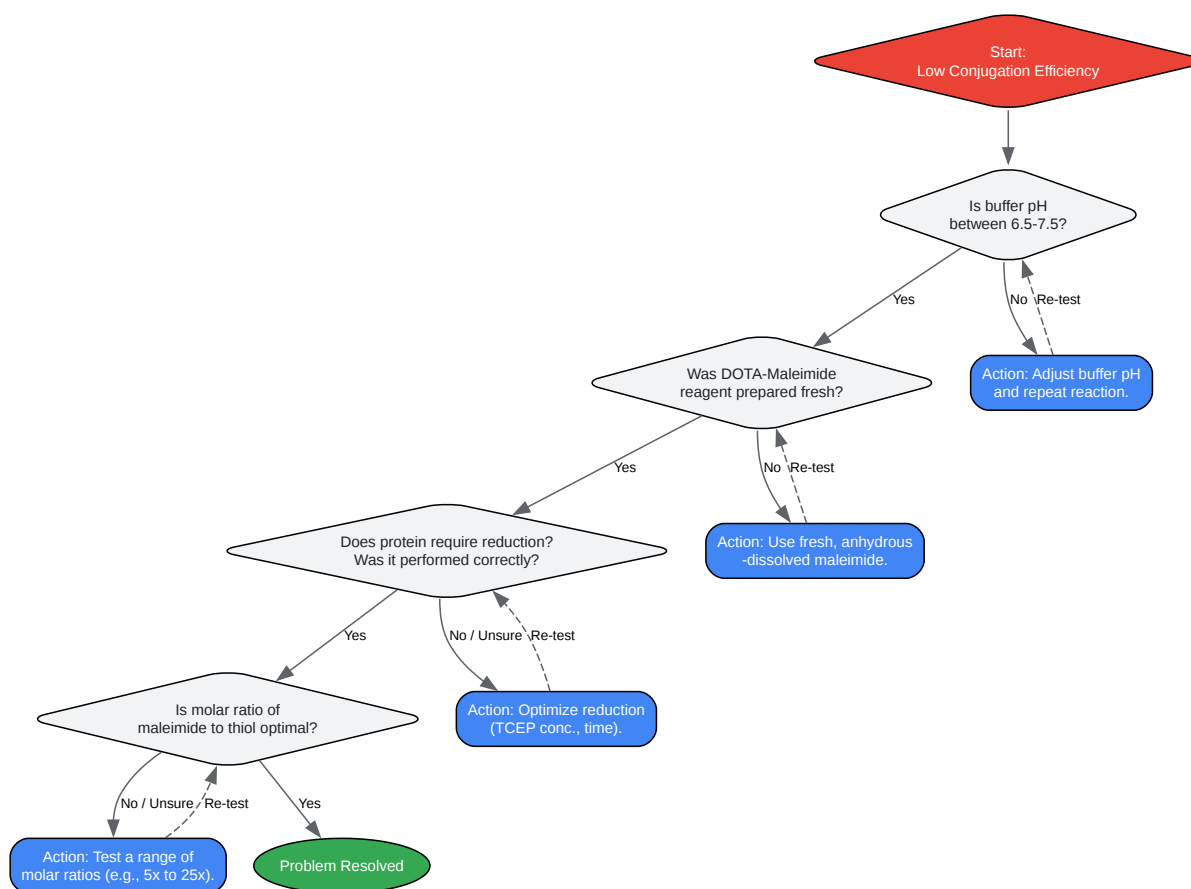 Start:
Low Conjugation Efficiency
Is buffer pH
between 6.5-7.5?
Yes
No
Re-test
Action: Adjust buffer pH
and repeat reaction.
Was DOTA-Maleimide
reagent prepared fresh?
Yes
No
Re-test
Action: Use fresh, anhydrous
-dissolved maleimide.
Does protein require reduction?
Was it performed correctly?
Yes
No / Unsure
Re-test
Action: Optimize reduction
(TCEP conc., time).
Is molar ratio of
maleimide to thiol optimal?
No / Unsure
Re-test
Yes
Action: Test a range of
molar ratios (e.g., 5x to 25x).
Problem Resolved